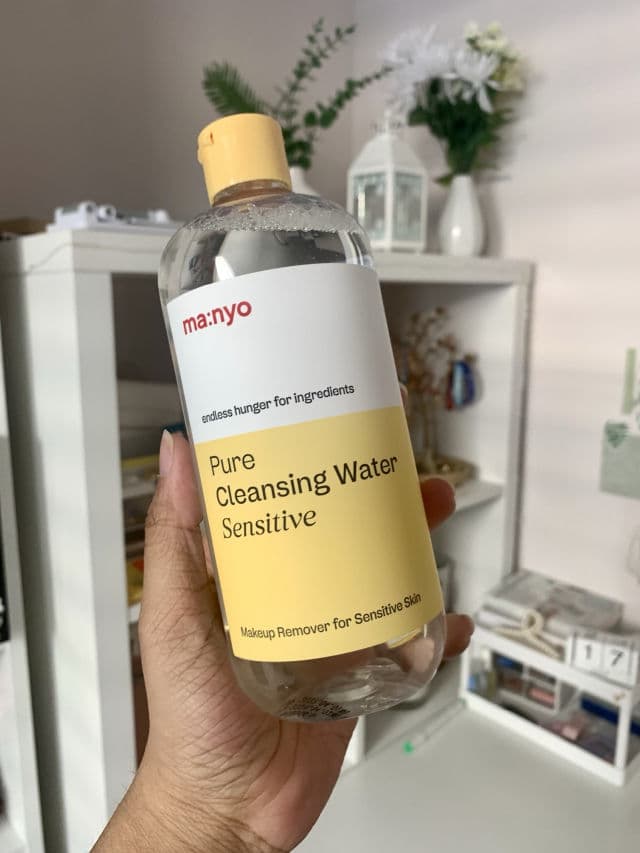 ma:nyo
endless hunger for ingredients
Pure
Cleansing Water
Sensitive
Makeup Remover for Sensitive Skin
1 7